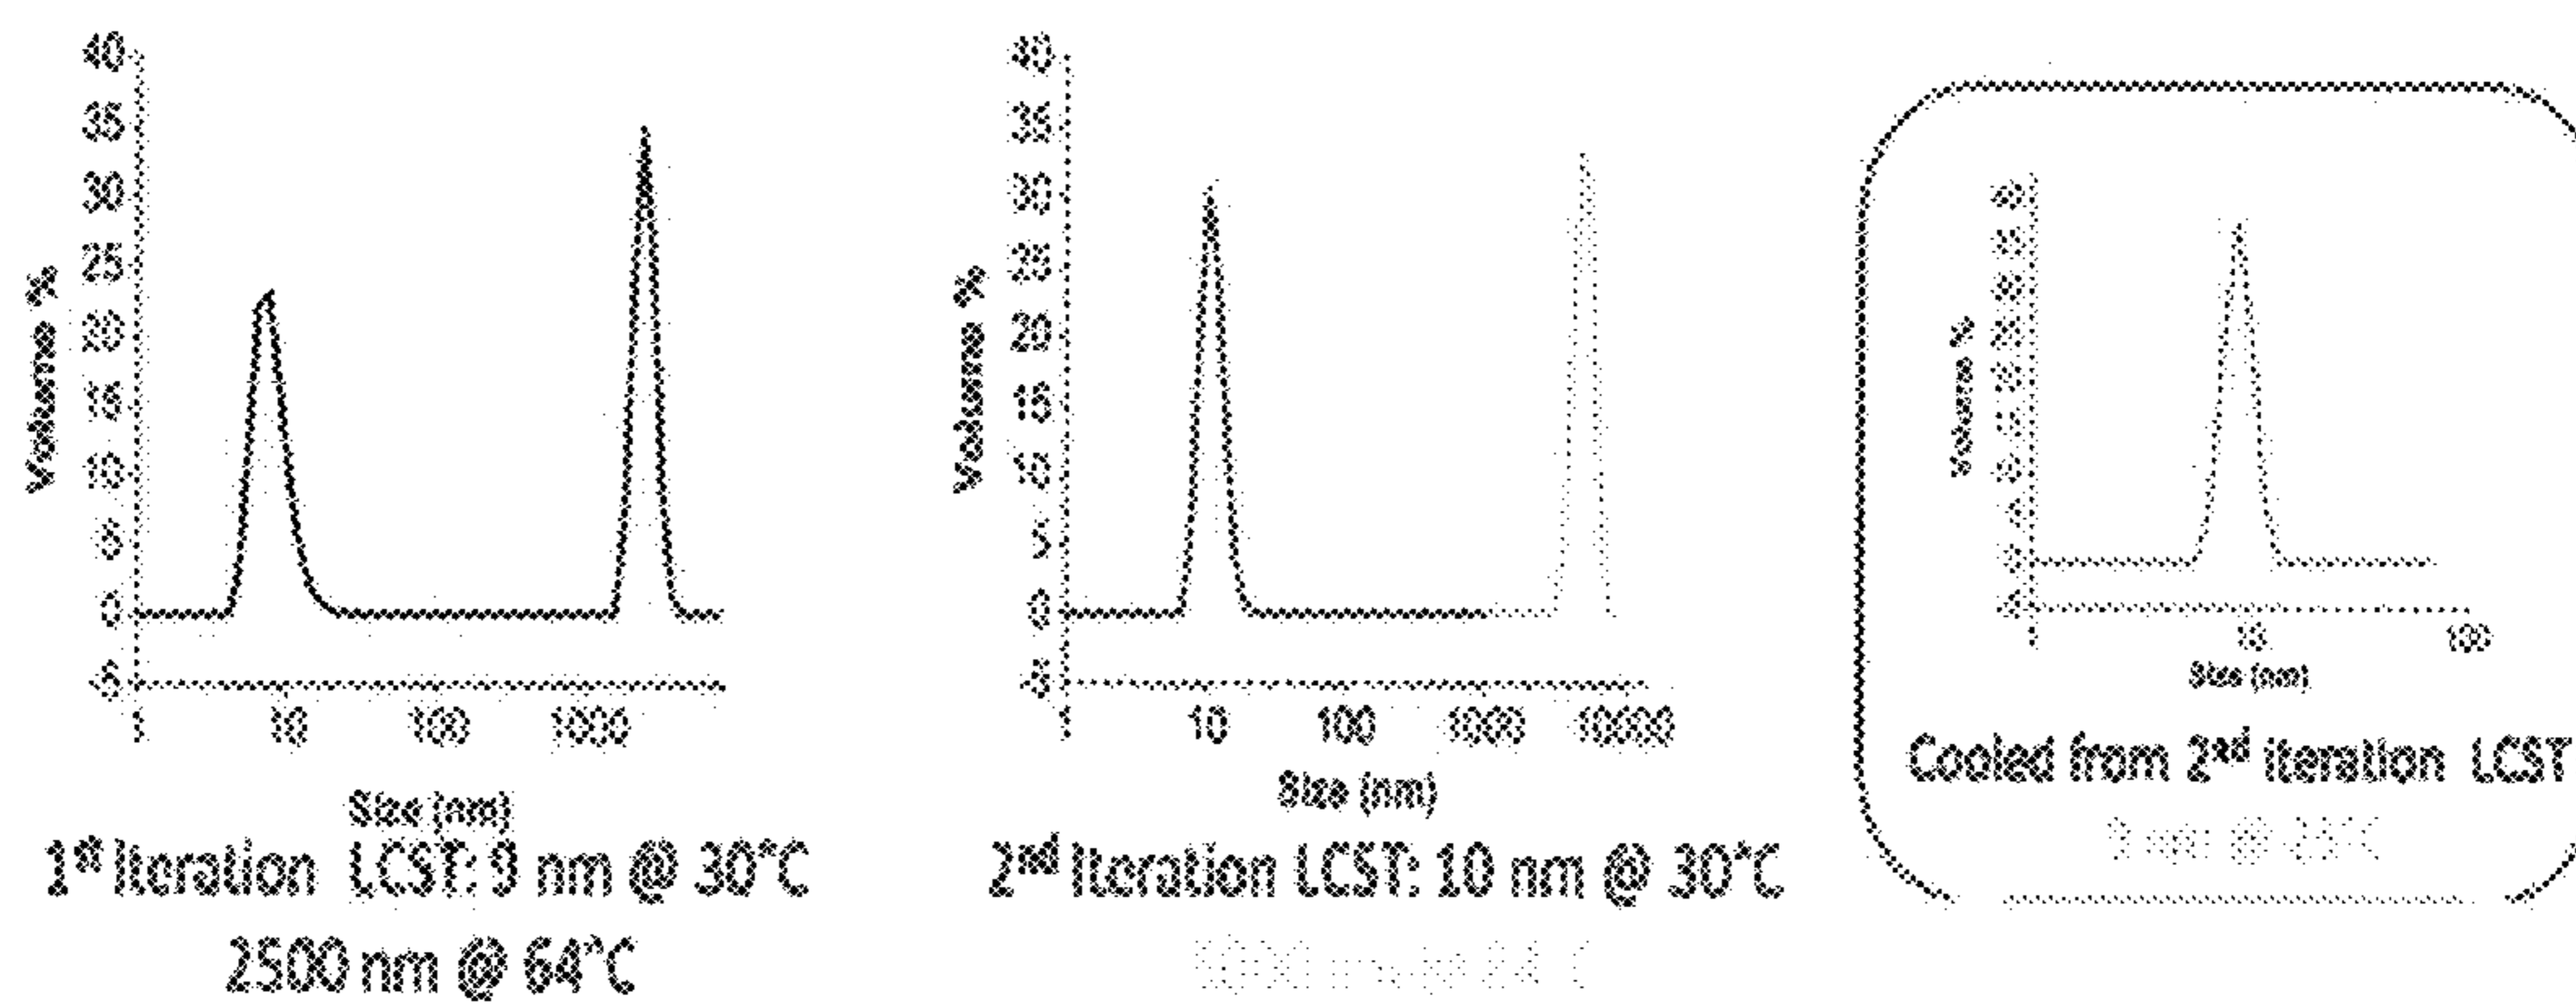 40
35
30
25
20
15
10
5
0
-5
Volume %
1 10 100 1000
Size (nm)
1st Iteration LCST: 9 nm @ 30°C
2500 nm @ 64°C
40
35
30
25
20
15
10
5
0
-5
Volume %
1 10 100 1000 10000
Size (nm)
2nd Iteration LCST: 10 nm @ 30°C
Volume %
1 10 100
Size (nm)
Cooled from 2nd Iteration LCST